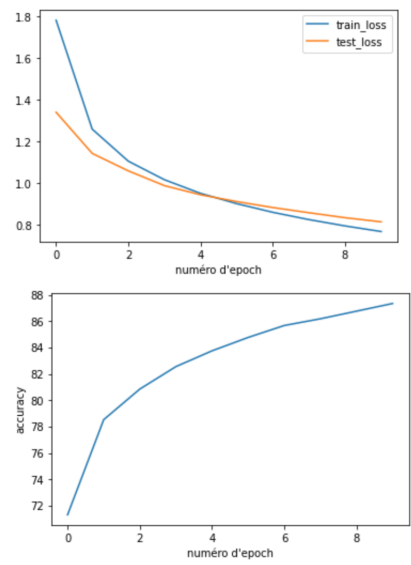 1.8
1.6
1.4
1.2
1.0
0.8
train_loss
test_loss
0 2 4 6 8
numéro d'epoch
88
86
84
82
80
78
76
74
72
accuracy
0 2 4 6 8
numéro d'epoch